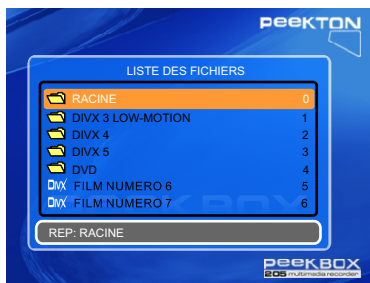 PEEKTON
LISTE DES FICHIERS
RACINE 0
DIVX 3 LOW-MOTION 1
DIVX 4 2
DIVX 5 3
DVD 4
DIVX FILM NUMERO 6 5
DIVX FILM NUMERO 7 6
REP: RACINE
PEEKBOX
205 multimedia recorder